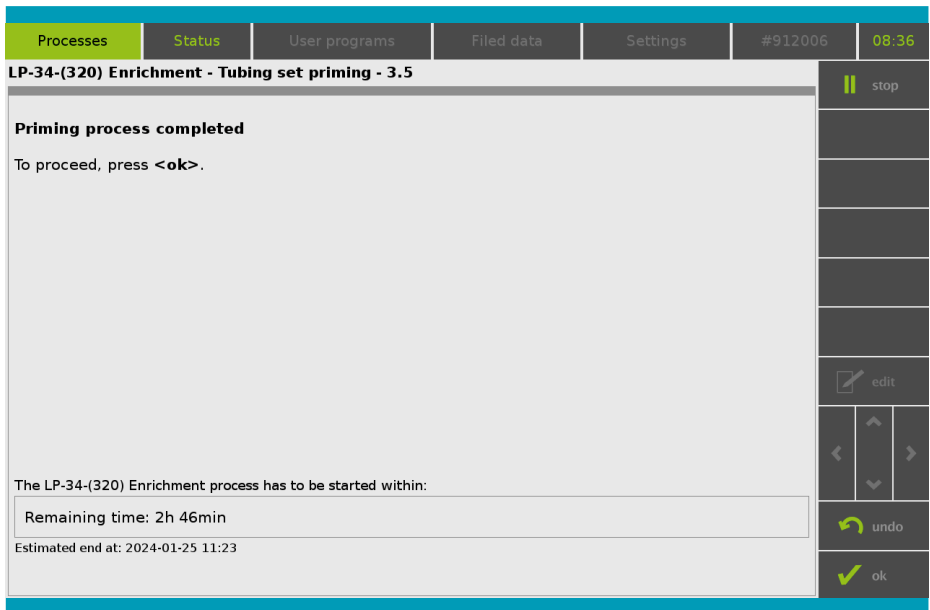 Processes Status User programs Filed data Settings #912006 08:36
LP-34-(320) Enrichment - Tubing set priming - 3.5
stop
Priming process completed
To proceed, press <ok>.
edit
The LP-34-(320) Enrichment process has to be started within:
Remaining time: 2h 46min
undo
Estimated end at: 2024-01-25 11:23
ok